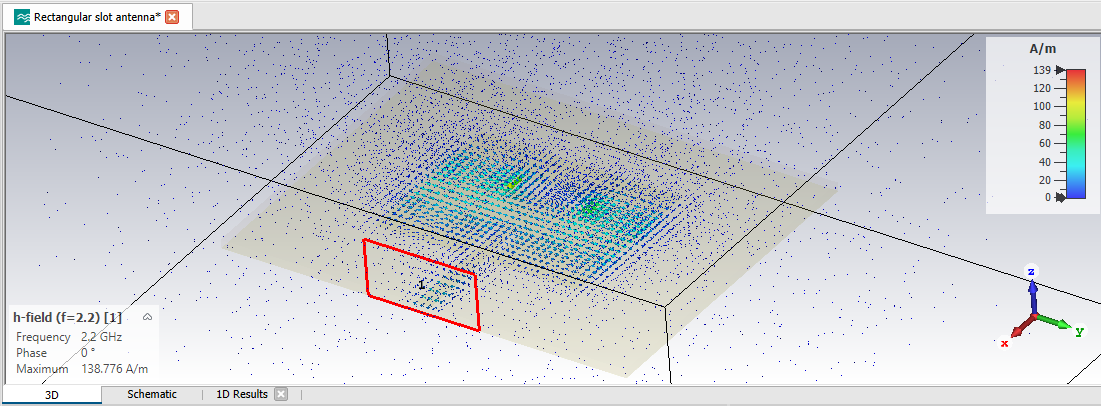 Rectangular slot antenna*
A/m
139
120
100
80
60
40
20
0
1
z
y
x
h-field (f=2.2) [1]
Frequency 2.2 GHz
Phase 0 °
Maximum 138.776 A/m
3D Schematic 1D Results